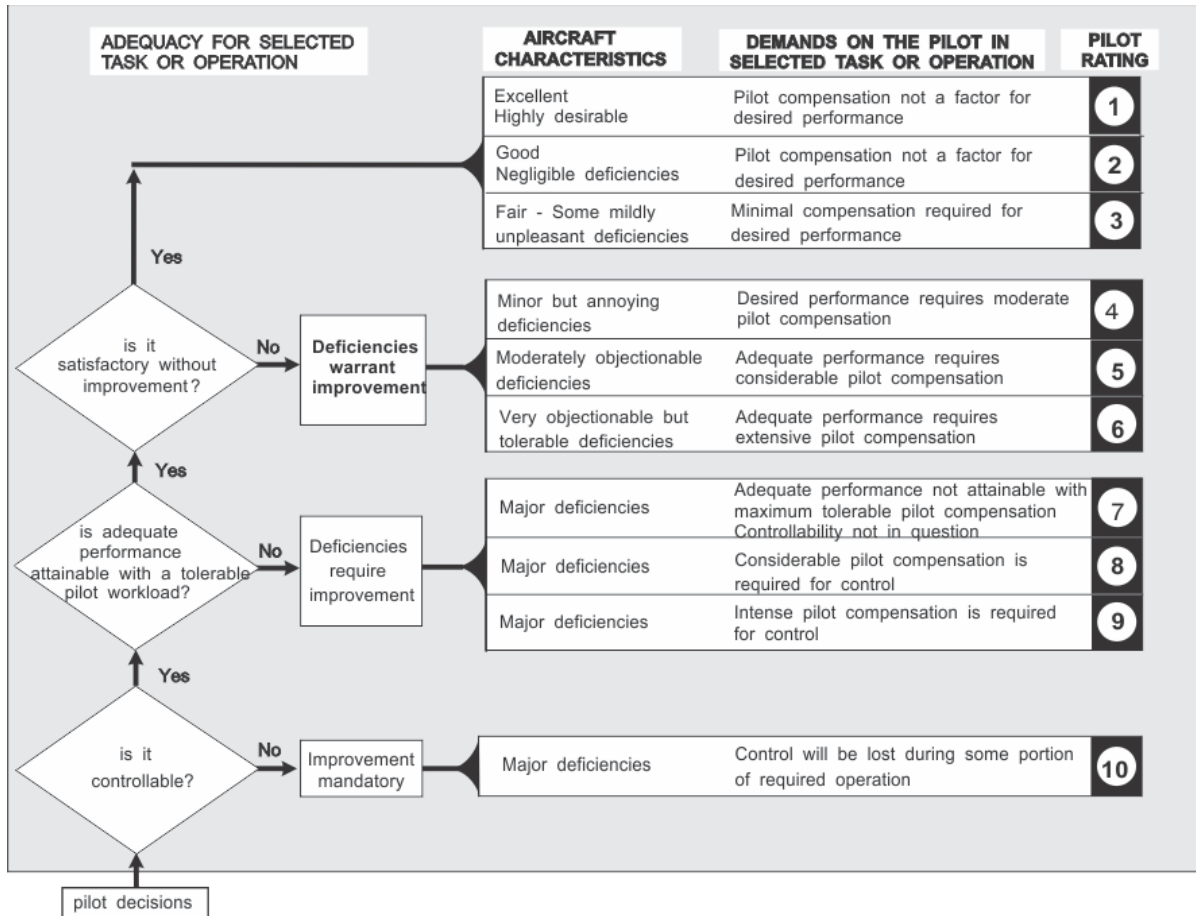 ADEQUACY FOR SELECTED
TASK OR OPERATION
AIRCRAFT
CHARACTERISTICS
DEMANDS ON THE PILOT IN
SELECTED TASK OR OPERATION
PILOT
RATING
Excellent
Highly desirable
Pilot compensation not a factor for
desired performance
1
Good
Negligible deficiencies
Pilot compensation not a factor for
desired performance
2
Fair - Some mildly
unpleasant deficiencies
Minimal compensation required for
desired performance
3
Yes
is it
satisfactory without
improvement?
No
Deficiencies
warrant
improvement
Minor but annoying
deficiencies
Desired performance requires moderate
pilot compensation
4
Moderately objectionable
deficiencies
Adequate performance requires
considerable pilot compensation
5
Very objectionable but
tolerable deficiencies
Adequate performance requires
extensive pilot compensation
6
Yes
is adequate
performance
attainable with a tolerable
pilot workload?
No
Deficiencies
require
improvement
Major deficiencies
Adequate performance not attainable with
maximum tolerable pilot compensation
Controllability not in question
7
Major deficiencies
Considerable pilot compensation is
required for control
8
Major deficiencies
Intense pilot compensation is required
for control
9
Yes
is it
controllable?
No
Improvement
mandatory
Major deficiencies
Control will be lost during some portion
of required operation
10
pilot decisions